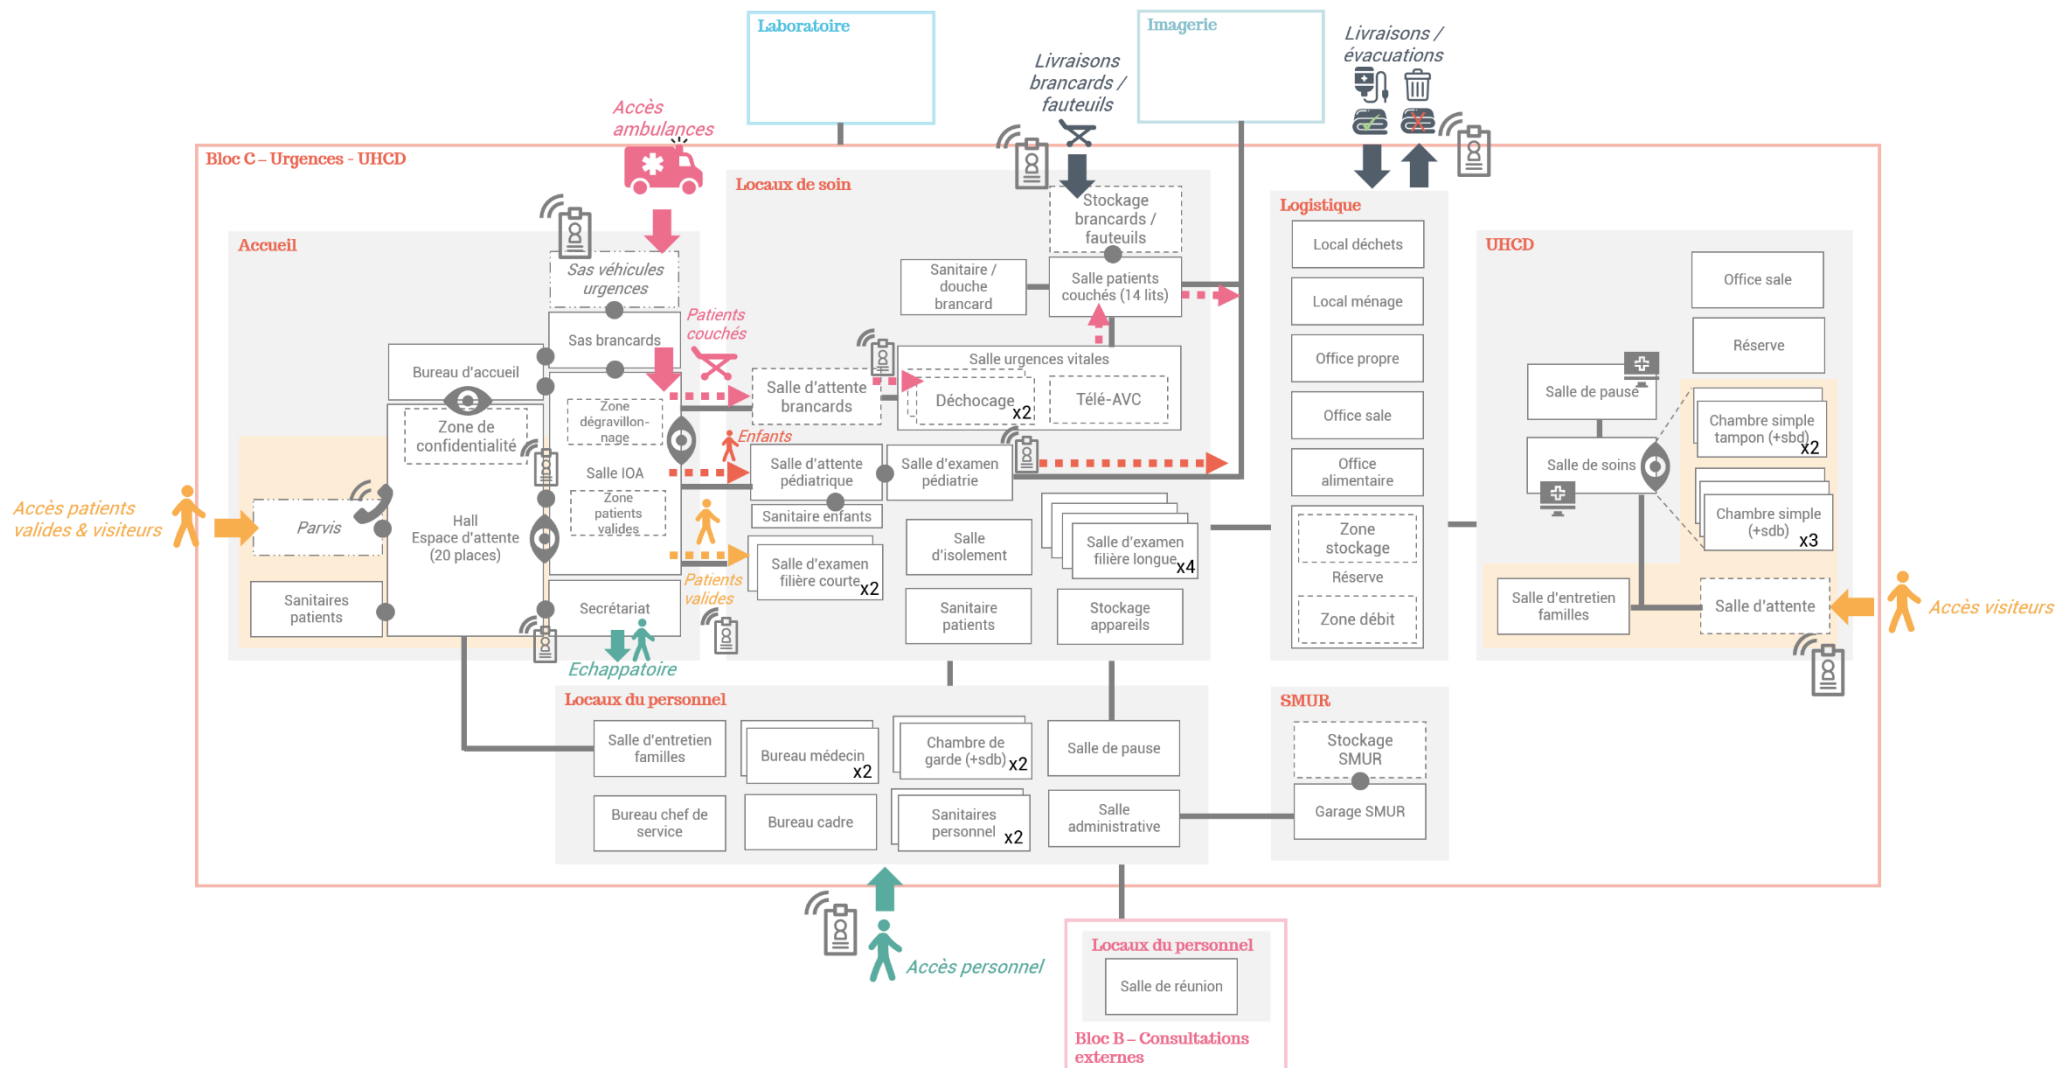 Laboratoire
Imagerie
Livraisons
brancards /
fauteuils
Livraisons /
évacuations
Accès
ambulances
Bloc C – Urgences - UHCD
Accueil
Sas véhicules
urgences
Sas brancards
Bureau d'accueil
Zone de
confidentialité
Zone
dégravillon-
nage
Salle IOA
Zone
patients
valides
Accès patients
valides & visiteurs
Parvis
Hall
Espace d'attente
(20 places)
Sanitaires
patients
Secrétariat
Echappatoire
Patients
couchés
Enfants
Patients
valides
Locaux de soin
Stockage
brancards /
fauteuils
Sanitaire /
douche
brancard
Salle patients
couchés (14 lits)
Salle d'attente
brancards
Salle urgences vitales
Déchocage
x2
Télé-AVC
Salle d'attente
pédiatrique
Salle d'examen
pédiatrie
Sanitaire enfants
Salle d'examen
filière courte
x2
Salle
d'isolement
Salle d'examen
filière longue
x4
Sanitaire
patients
Stockage
appareils
Logistique
Local déchets
Local ménage
Office propre
Office sale
Office
alimentaire
Zone
stockage
Réserve
Zone débit
UHCD
Office sale
Réserve
Salle de pause
Salle de soins
Chambre simple
tampon (+sbd)
x2
Chambre simple
(+sdb)
x3
Salle d'entretien
familles
Salle d'attente
Accès visiteurs
Locaux du personnel
Salle d'entretien
familles
Bureau médecin
x2
Chambre de
garde (+sdb)
x2
Salle de pause
Bureau chef de
service
Bureau cadre
Sanitaires
personnel
x2
Salle
administrative
SMUR
Stockage
SMUR
Garage SMUR
Accès personnel
Locaux du personnel
Salle de réunion
Bloc B – Consultations
externes